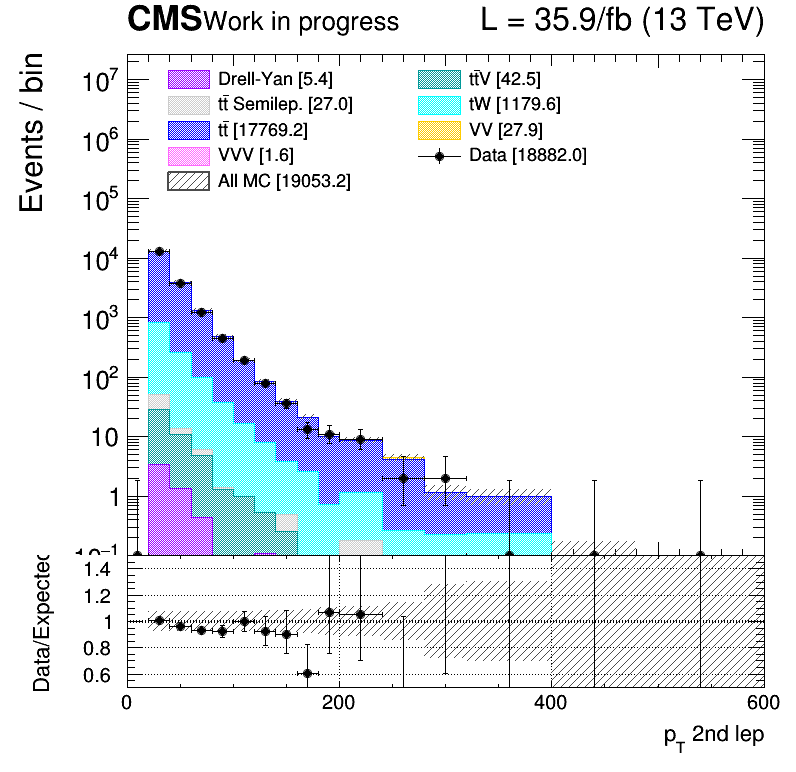 CMS Work in progress L = 35.9/fb (13 TeV)
Events / bin
Drell-Yan [5.4]
tt̄ Semilep. [27.0]
tt̄ [17769.2]
VVV [1.6]
All MC [19053.2]
tt̄V [42.5]
tW [1179.6]
VV [27.9]
Data [18882.0]
10⁷
10⁶
10⁵
10⁴
10³
10²
10
1
10⁻¹
Data/Expected
1.4
1.2
1
0.8
0.6
0 200 400 600
p_T 2nd lep